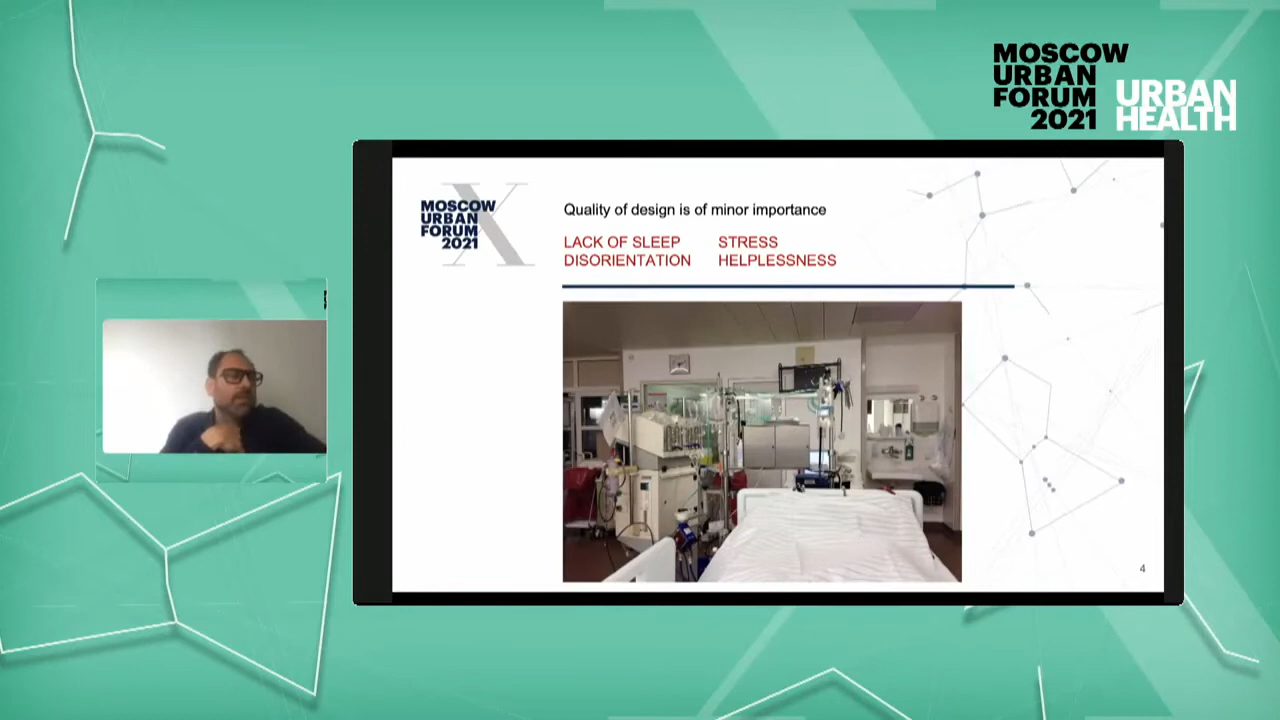 MOSCOW
URBAN
FORUM
2021
URBAN
HEALTH
MOSCOW
URBAN
FORUM
2021
X
Quality of design is of minor importance
LACK OF SLEEP STRESS
DISORIENTATION HELPLESSNESS
4